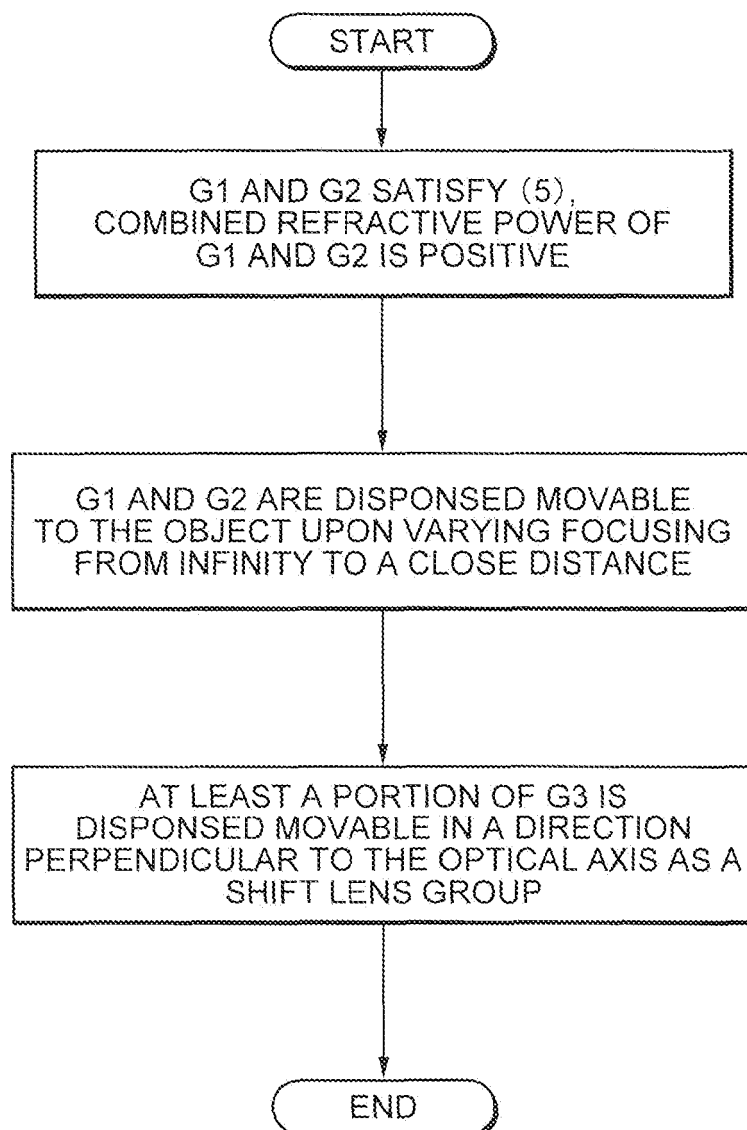 START
G1 AND G2 SATISFY (5),
COMBINED REFRACTIVE POWER OF
G1 AND G2 IS POSITIVE
G1 AND G2 ARE DISPONSED MOVABLE
TO THE OBJECT UPON VARYING FOCUSING
FROM INFINITY TO A CLOSE DISTANCE
AT LEAST A PORTION OF G3 IS
DISPONSED MOVABLE IN A DIRECTION
PERPENDICULAR TO THE OPTICAL AXIS AS A
SHIFT LENS GROUP
END